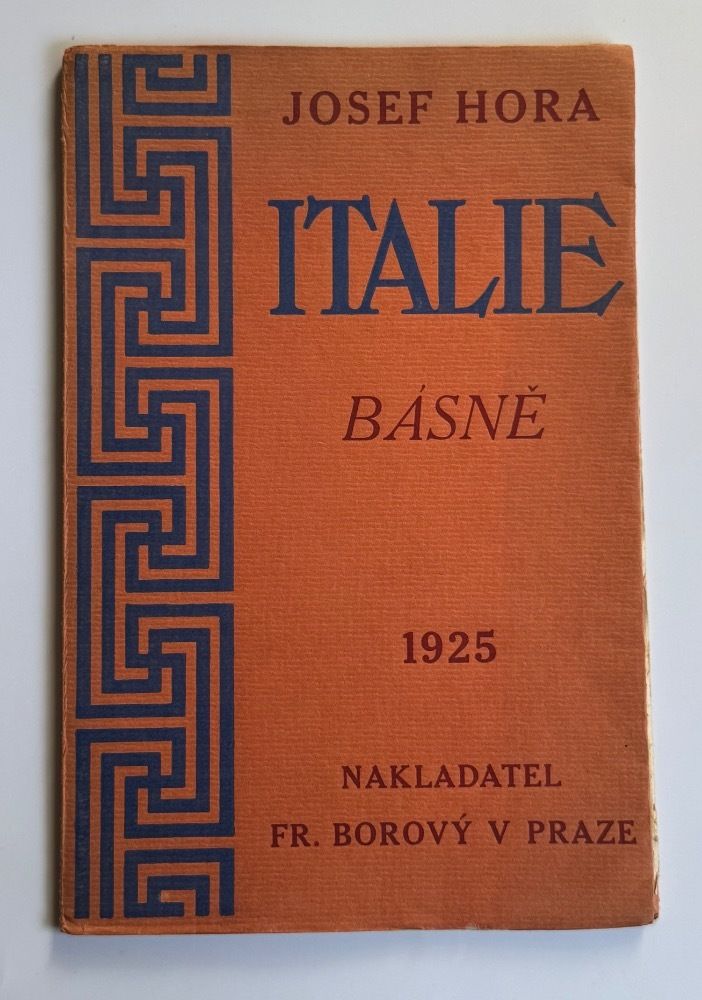 JOSEF HORA
ITALIE
BÁSNĚ
1925
NAKLADATEL
FR. BOROVÝ V PRAZE